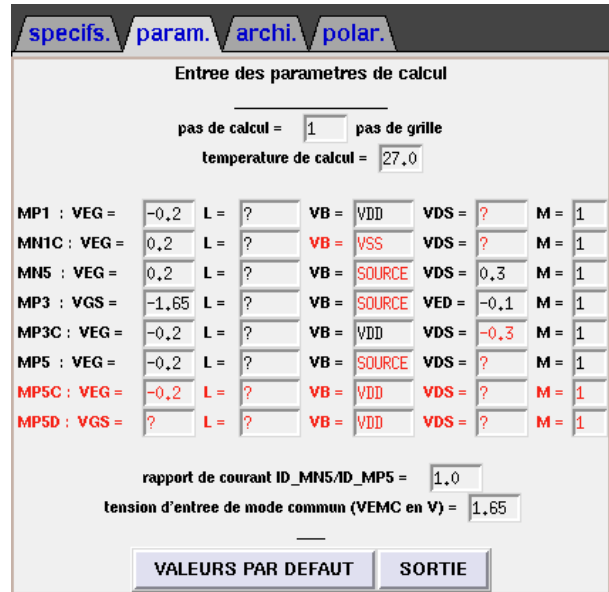 specifs. param. archi. polar.
Entree des parametres de calcul
pas de calcul = 1 pas de grille
temperature de calcul = 27.0
MP1 : VEG = -0.2 L = ? VB = VDD VDS = ? M = 1
MN1C : VEG = 0.2 L = ? VB = VSS VDS = ? M = 1
MN5 : VEG = 0.2 L = ? VB = SOURCE VDS = 0.3 M = 1
MP3 : VGS = -1.65 L = ? VB = SOURCE VED = -0.1 M = 1
MP3C : VEG = -0.2 L = ? VB = VDD VDS = -0.3 M = 1
MP5 : VEG = -0.2 L = ? VB = SOURCE VDS = ? M = 1
MP5C : VEG = -0.2 L = ? VB = VDD VDS = ? M = 1
MP5D : VGS = ? L = ? VB = VDD VDS = ? M = 1
rapport de courant ID_MN5/ID_MP5 = 1.0
tension d'entree de mode commun (VEMC en V) = 1.65
VALEURS PAR DEFAUT SORTIE